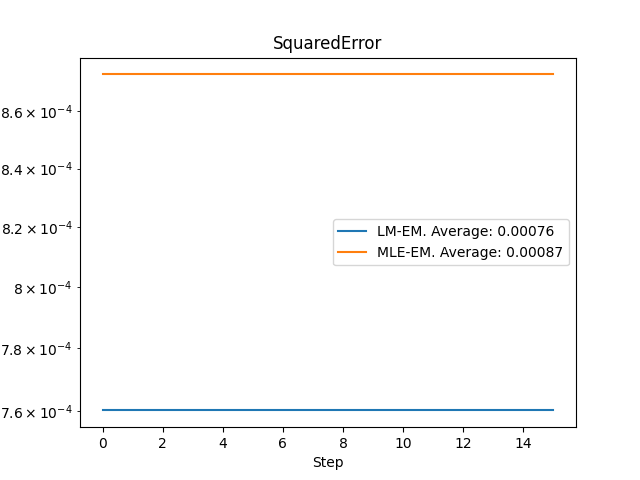 SquaredError
8.6 × 10⁻⁴
8.4 × 10⁻⁴
8.2 × 10⁻⁴
8 × 10⁻⁴
7.8 × 10⁻⁴
7.6 × 10⁻⁴
LM-EM. Average: 0.00076
MLE-EM. Average: 0.00087
0 2 4 6 8 10 12 14
Step